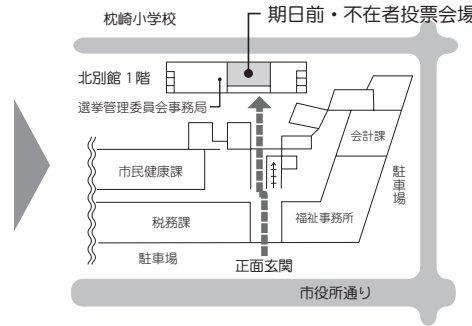 枕崎小学校
期日前・不在者投票会場
北別館1階
選挙管理委員会事務局
会計課
市民健康課
駐車場
税務課
福祉事務所
駐車場
正面玄関
市役所通り